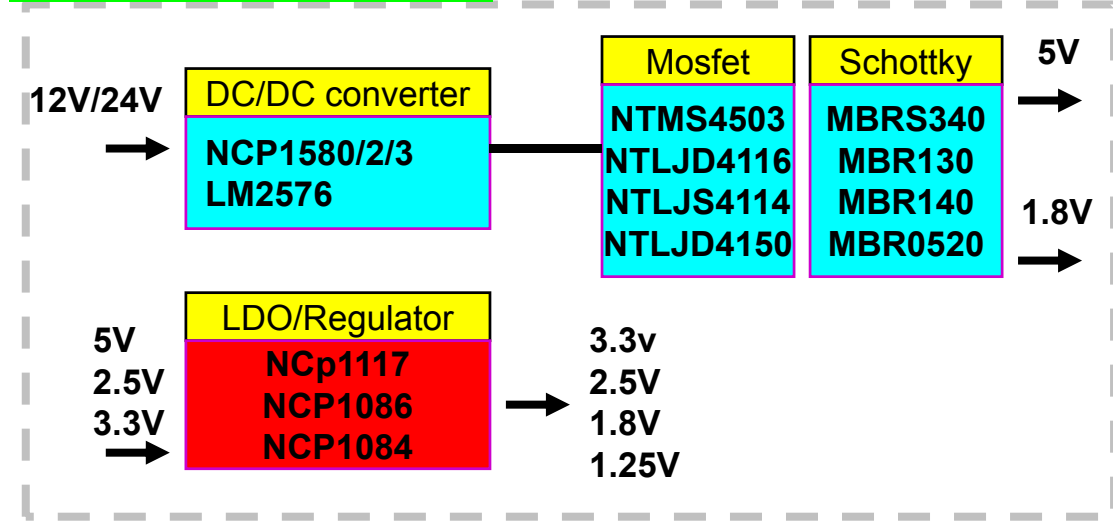 12V/24V
DC/DC converter
NCP1580/2/3
LM2576
Mosfet
NTMS4503
NTLJD4116
NTLJS4114
NTLJD4150
Schottky
MBRS340
MBR130
MBR140
MBR0520
5V
1.8V
5V
2.5V
3.3V
LDO/Regulator
NCp1117
NCP1086
NCP1084
3.3v
2.5V
1.8V
1.25V